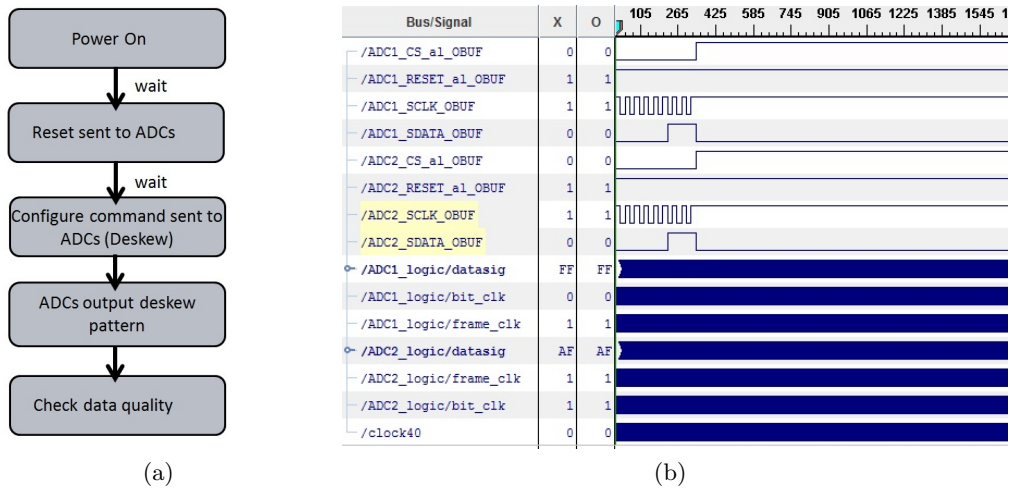 Power On
wait
Reset sent to ADCs
wait
Configure command sent to
ADCs (Deskew)
ADCs output deskew
pattern
Check data quality
(a)
Bus/Signal X O 105 265 425 585 745 905 1065 1225 1385 1545 1
/ADC1_CS_al_OBUF 0 0
/ADC1_RESET_al_OBUF 1 1
/ADC1_SCLK_OBUF 1 1
/ADC1_SDATA_OBUF 0 0
/ADC2_CS_al_OBUF 0 0
/ADC2_RESET_al_OBUF 1 1
/ADC2_SCLK_OBUF 1 1
/ADC2_SDATA_OBUF 0 0
/ADC1_logic/datasig FF FF
/ADC1_logic/bit_clk 0 0
/ADC1_logic/frame_clk 1 1
/ADC2_logic/datasig AF AF
/ADC2_logic/frame_clk 1 1
/ADC2_logic/bit_clk 1 1
/clock40 0 0
(b)